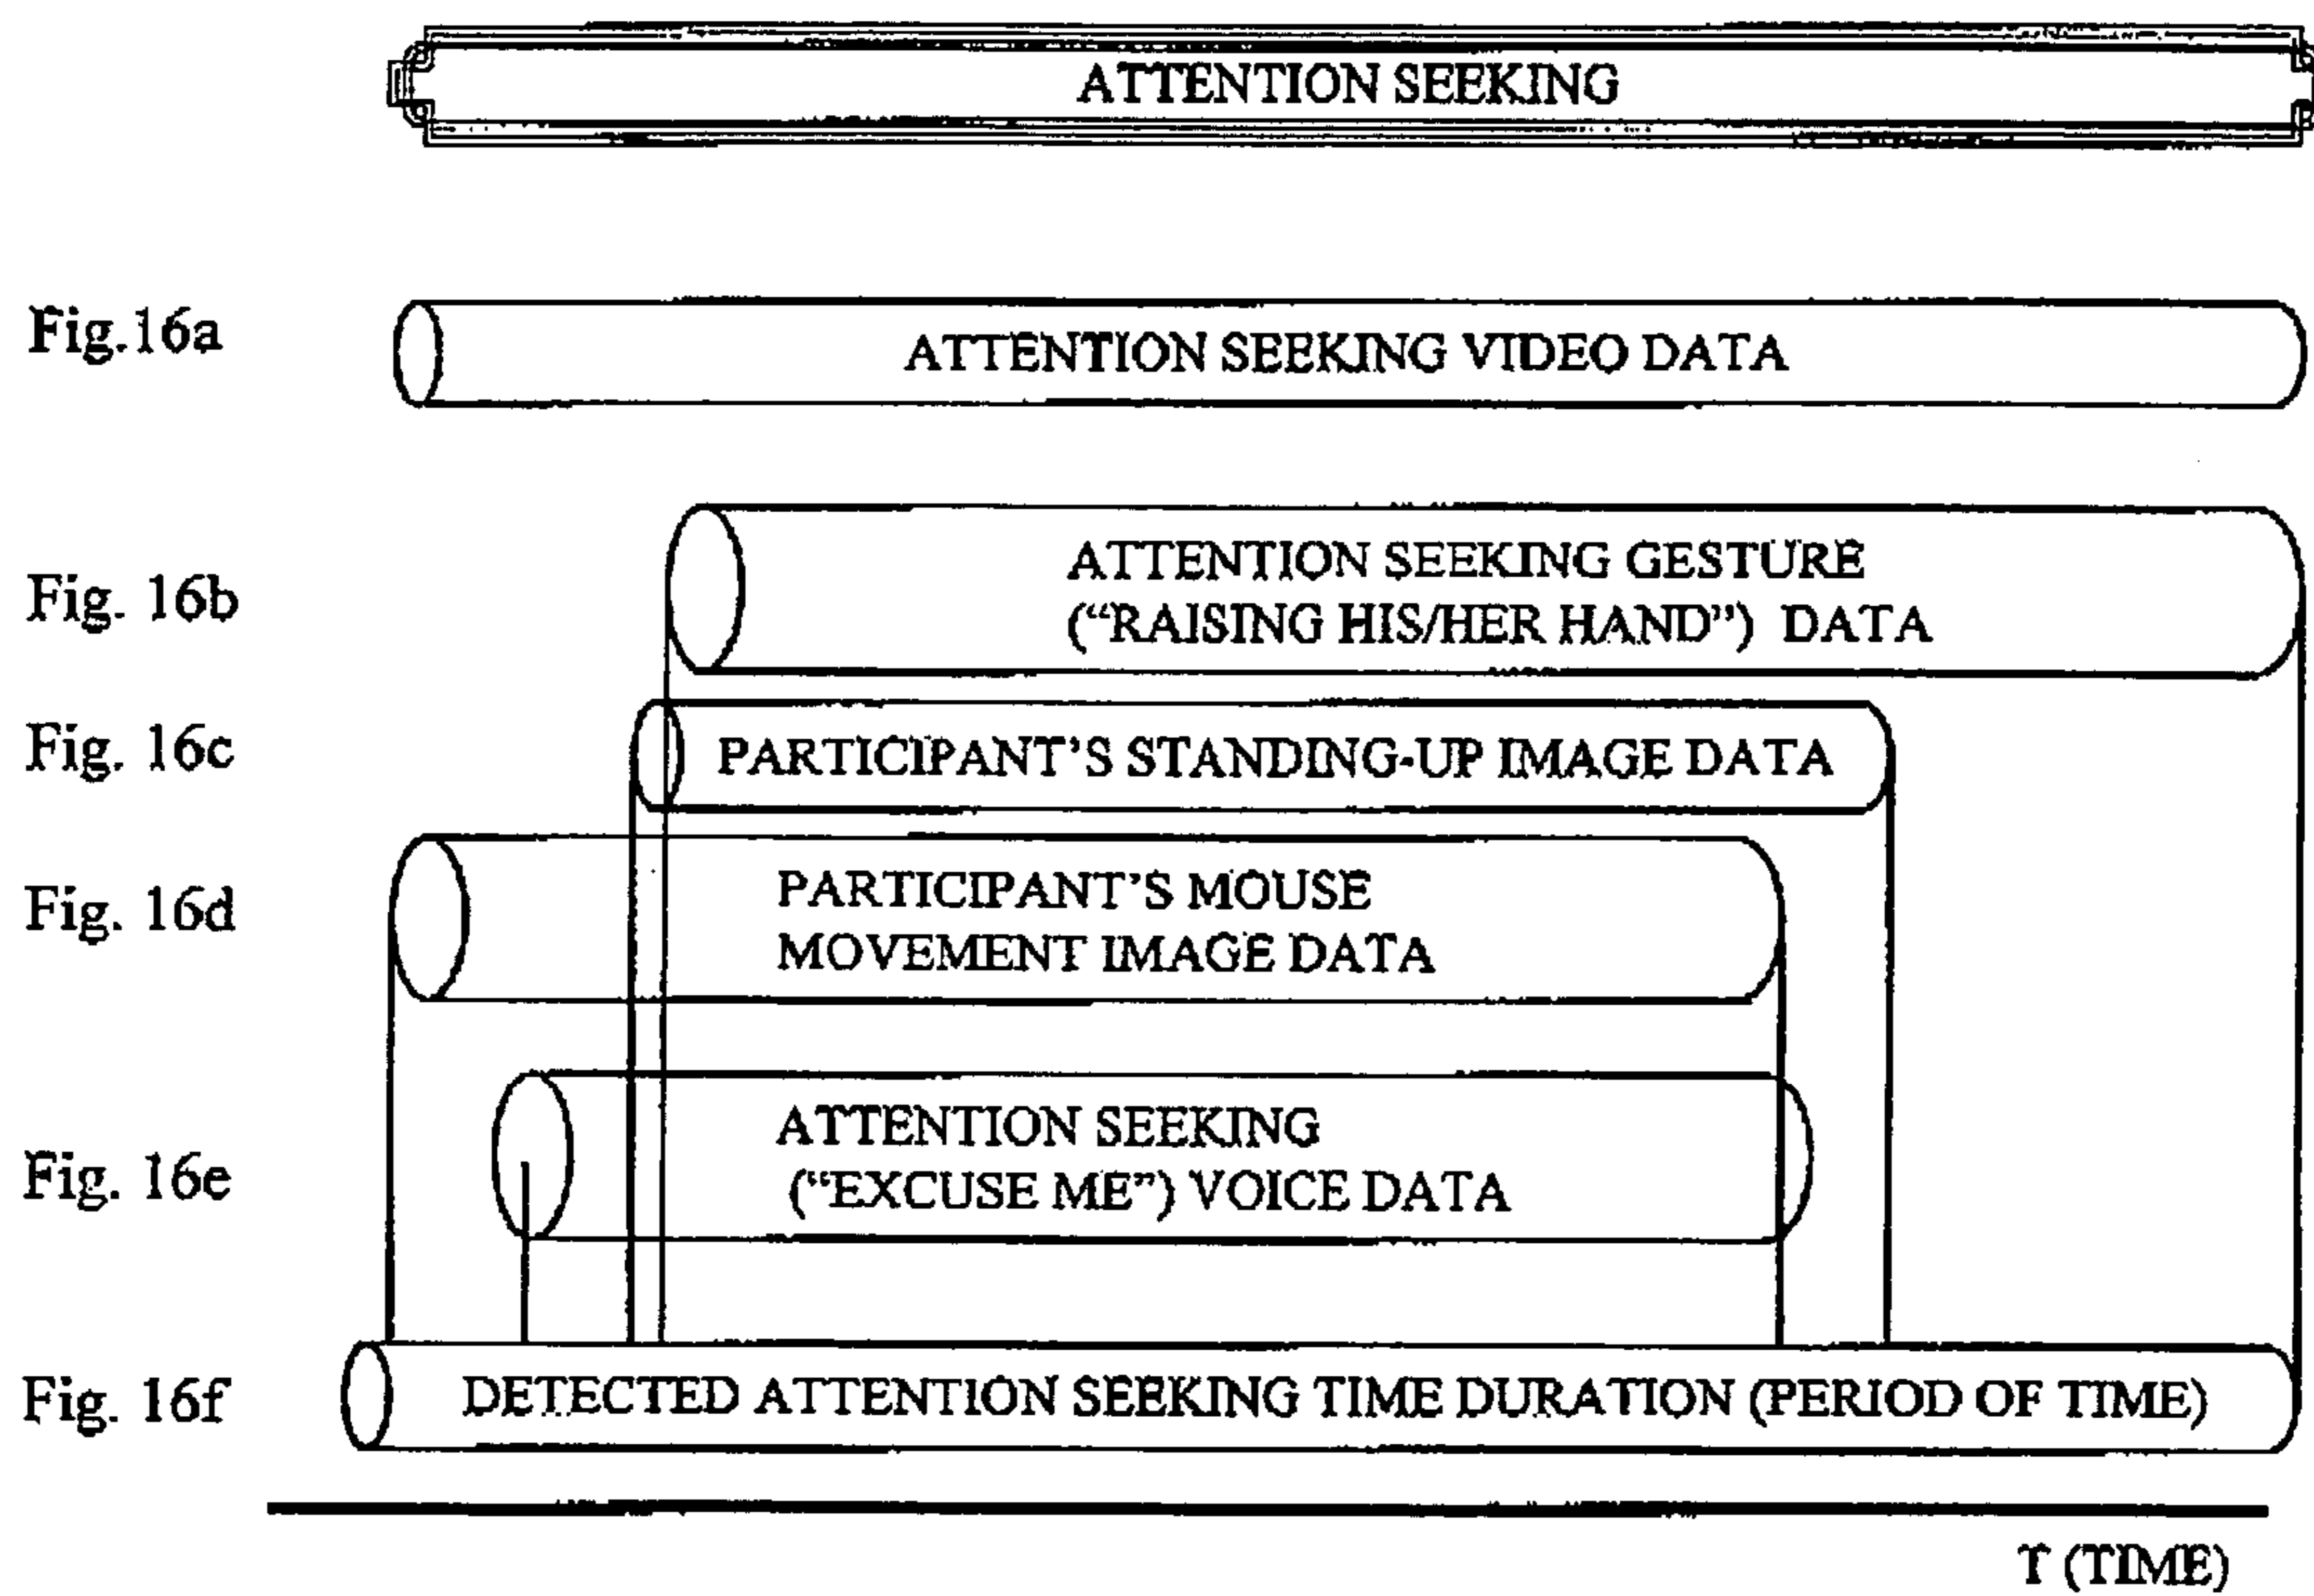 ATTENTION SEEKING
Fig.16a
ATTENTION SEEKING VIDEO DATA
Fig. 16b
ATTENTION SEEKING GESTURE
(“RAISING HIS/HER HAND”) DATA
Fig. 16c
PARTICIPANT’S STANDING-UP IMAGE DATA
Fig. 16d
PARTICIPANT’S MOUSE
MOVEMENT IMAGE DATA
Fig. 16e
ATTENTION SEEKING
(“EXCUSE ME”) VOICE DATA
Fig. 16f
DETECTED ATTENTION SEEKING TIME DURATION (PERIOD OF TIME)
T (TIME)